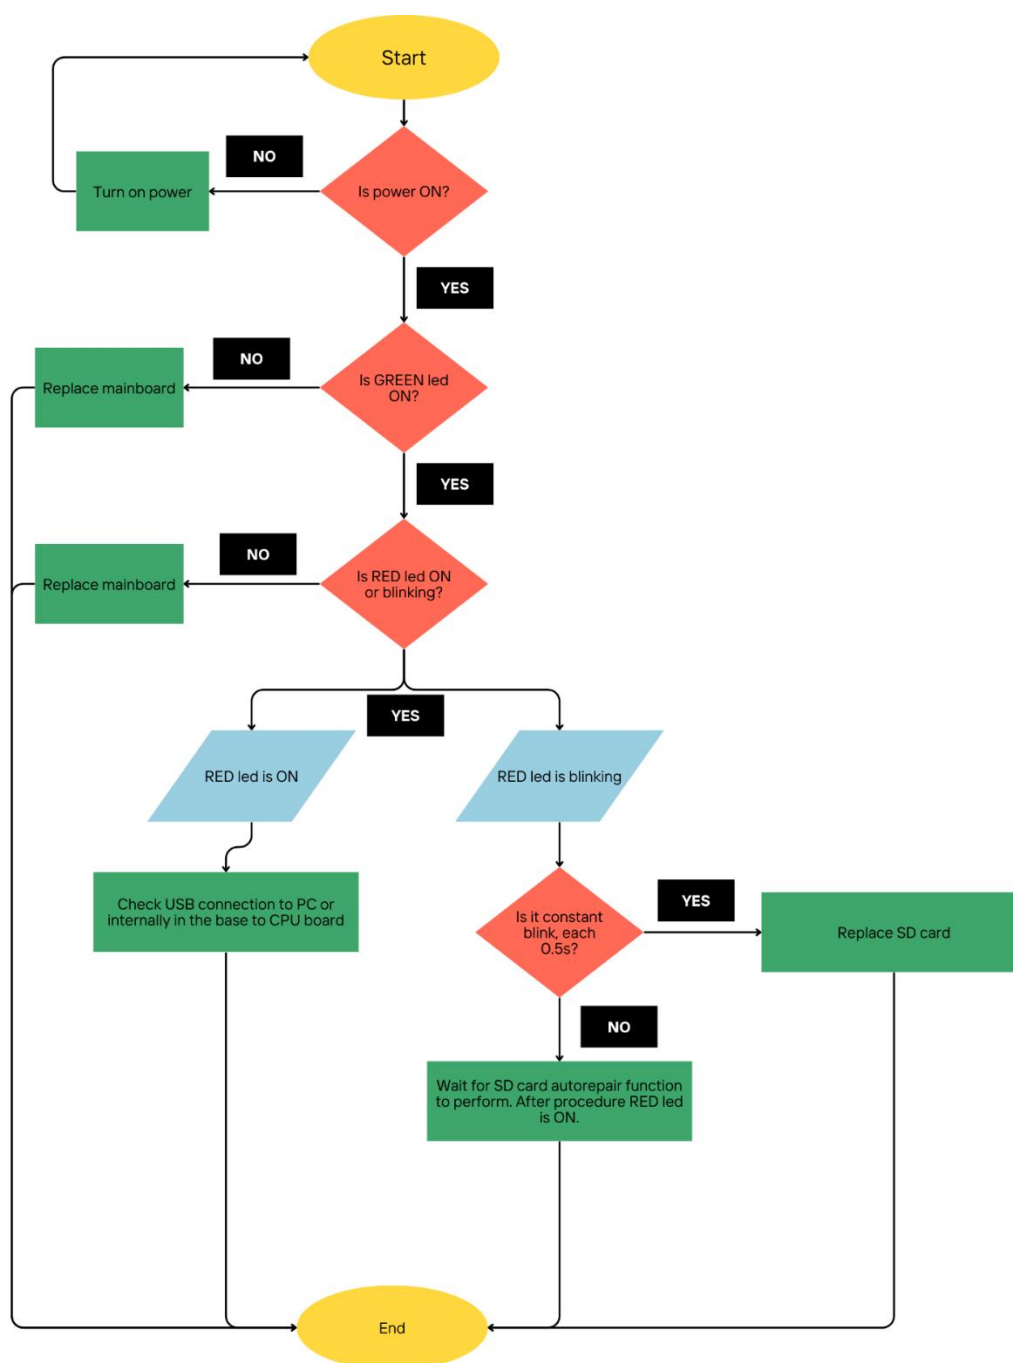 Start
NO
Turn on power
Is power ON?
YES
NO
Replace mainboard
Is GREEN led
ON?
YES
NO
Replace mainboard
Is RED led ON
or blinking?
YES
RED led is ON
RED led is blinking
Check USB connection to PC or
internally in the base to CPU board
Is it constant
blink, each
0.5s?
YES
Replace SD card
NO
Wait for SD card autorepair function
to perform. After procedure RED led
is ON.
End